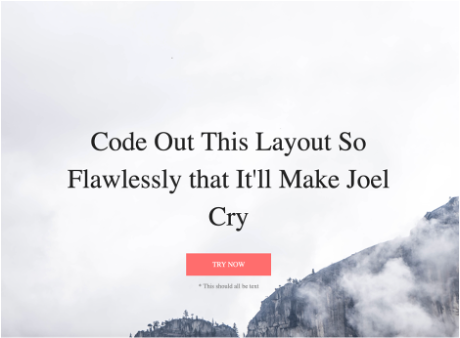 Code Out This Layout So
Flawlessly that It'll Make Joel
Cry
TRY NOW
* This should all be text